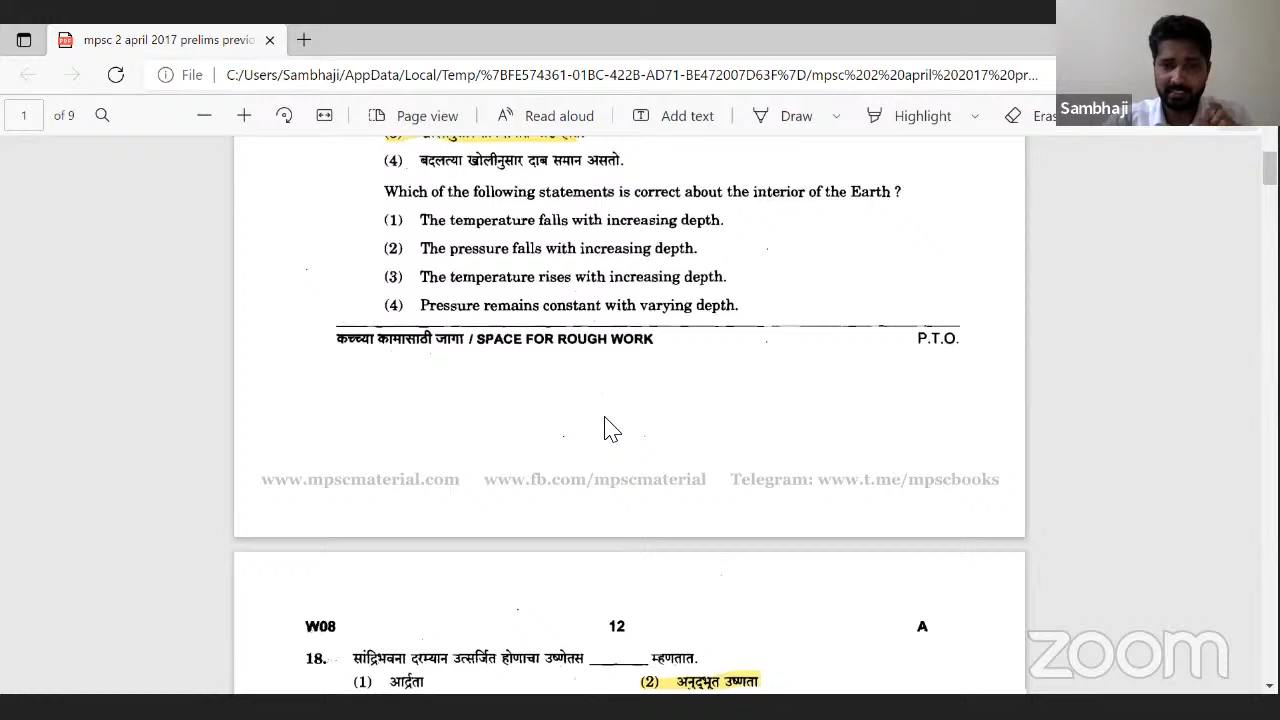 mpsc 2 april 2017 prelims previo
File C:/Users/Sambhaji/AppData/Local/Temp/%7BFE574361-01BC-422B-AD71-BE472007D63F%7D/mpsc%202%20april%202017%20pr...
Sambhaji
1 of 9 Page view Read aloud Add text Draw Highlight Eras
(4) बदलत्या खोलीनुसार दाब समान असतो.
Which of the following statements is correct about the interior of the Earth ?
(1) The temperature falls with increasing depth.
(2) The pressure falls with increasing depth.
(3) The temperature rises with increasing depth.
(4) Pressure remains constant with varying depth.
कच्च्या कामासाठी जागा / SPACE FOR ROUGH WORK P.T.O.
www.mpscmaterial.com www.fb.com/mpscmaterial Telegram: www.t.me/mpscbooks
W08 12 A
18. सांद्रिभवना दरम्यान उत्सर्जित होणाचा उष्णेतस ______ म्हणतात.
(1) आर्द्रता (2) अनुद्भूत उष्णता
zoom